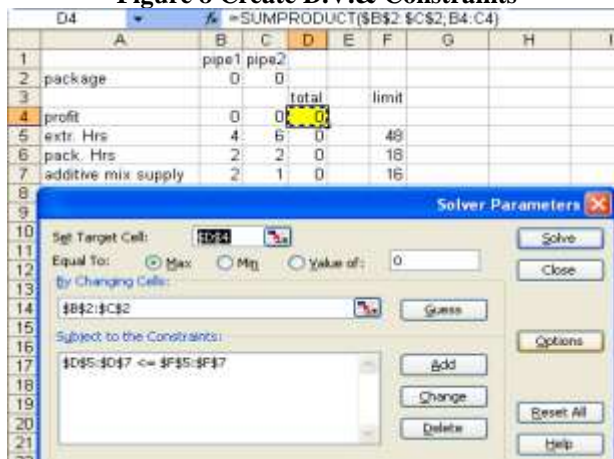 Figure 8 Create D.V.& Constraints
D4 =SUMPRODUCT($B$2:$C$2;B4:C4)
A B C D E F G H I
1 pipe1 pipe2
2 package 0 0
3 total limit
4 profit 0 0 0
5 extr. Hrs 4 6 0 48
6 pack. Hrs 2 2 0 18
7 additive mix supply 2 1 0 16
8
9 Solver Parameters
10 Set Target Cell: $D$4 Solve
11
12 Equal To: Max Min Value of: 0 Close
13 By Changing Cells:
14 $B$2:$C$2 Guess
15
16 Subject to the Constraints: Options
17 $D$5:$D$7 <= $F$5:$F$7 Add
18
19 Change
20 Reset All
21 Delete Help